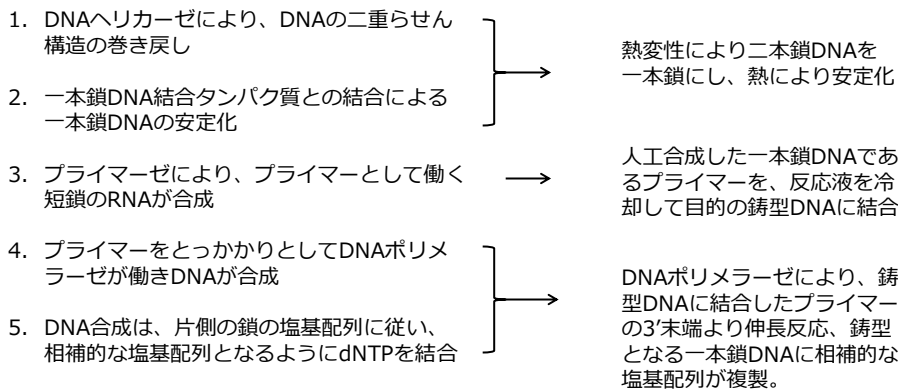 1. DNAヘリカーゼにより、DNAの二重らせん
構造の巻き戻し
2. 一本鎖DNA結合タンパク質との結合による
一本鎖DNAの安定化
3. プライマーゼにより、プライマーとして働く
短鎖のRNAが合成
4. プライマーをとっかかりとしてDNAポリメ
ラーゼが働きDNAが合成
5. DNA合成は、片側の鎖の塩基配列に従い、
相補的な塩基配列となるようにdNTPを結合
熱変性により二本鎖DNAを
一本鎖にし、熱により安定化
人工合成した一本鎖DNAであ
るプライマーを、反応液を冷
却して目的の鋳型DNAに結合
DNAポリメラーゼにより、鋳
型DNAに結合したプライマー
の3’末端より伸長反応、鋳型
となる一本鎖DNAに相補的な
塩基配列が複製。